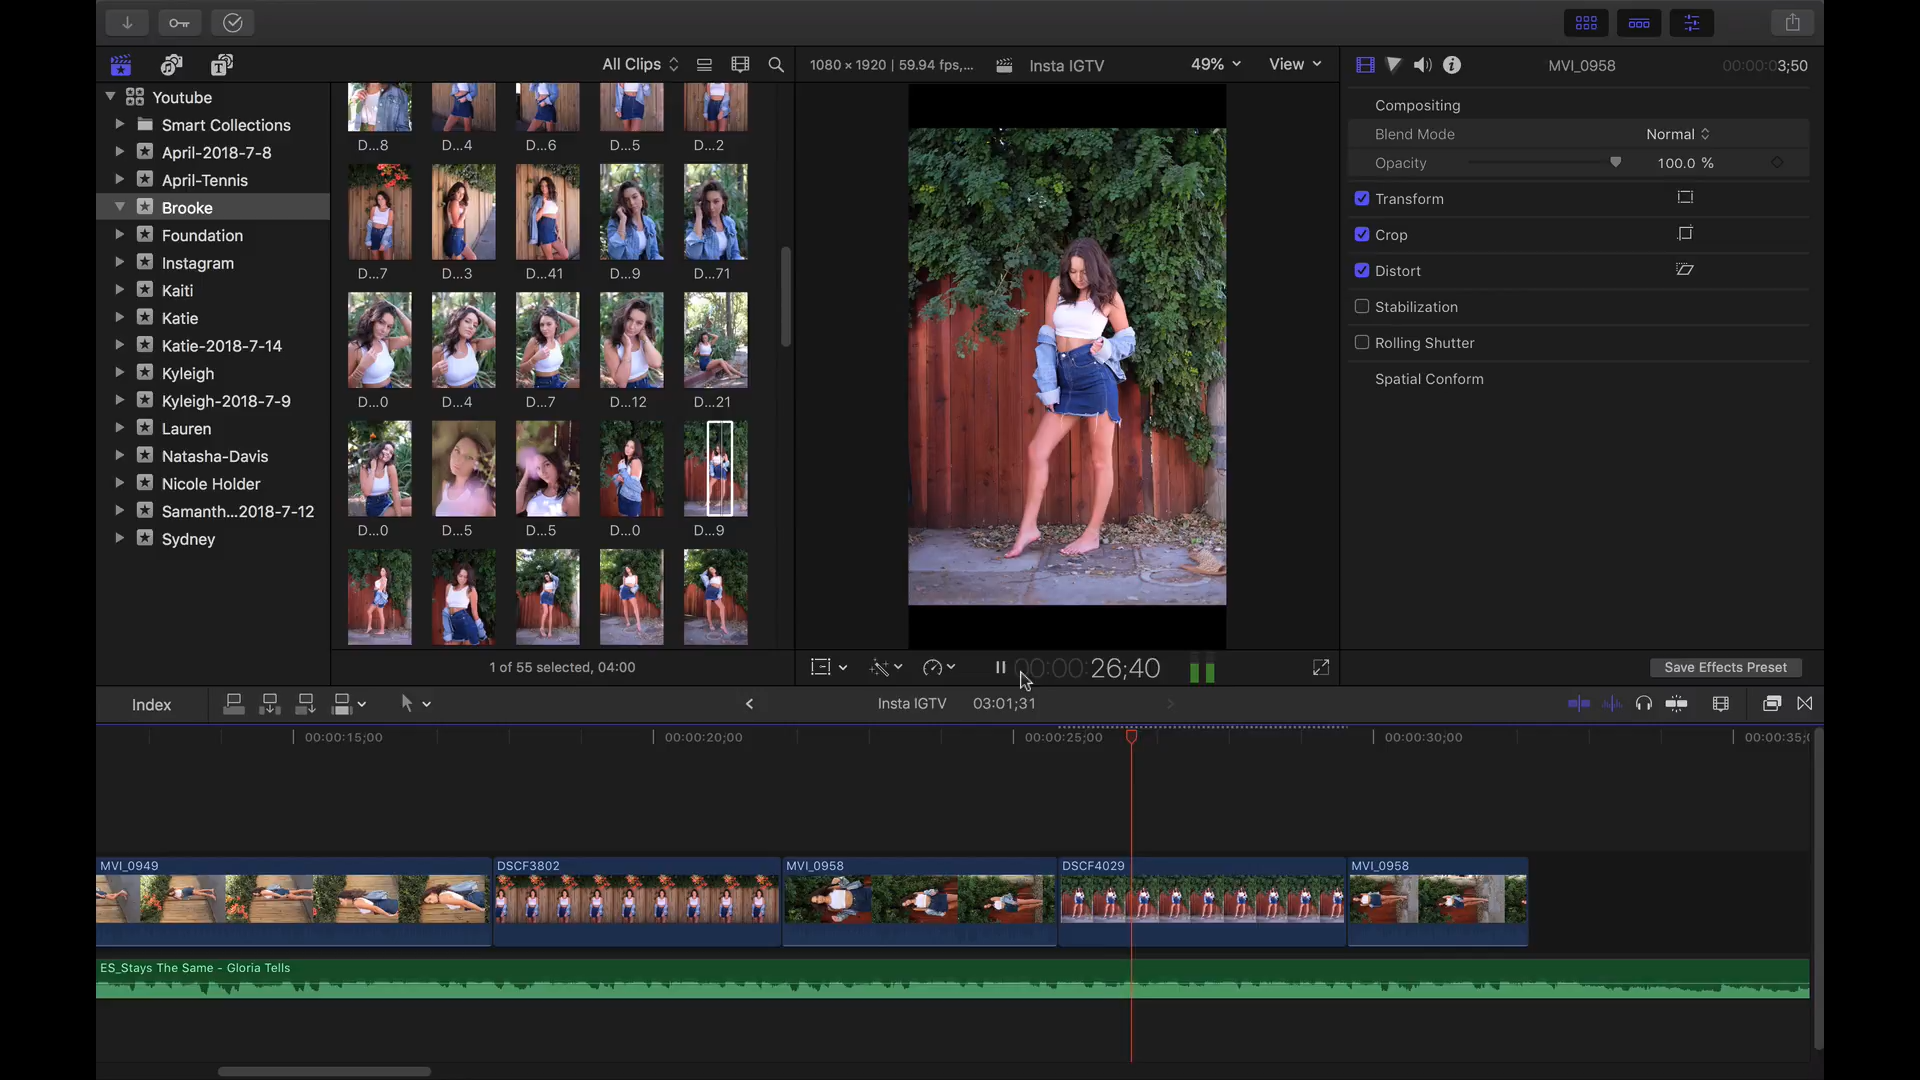 All Clips
1080 × 1920 | 59.94 fps,...
Insta IGTV
49%
View
MVI_0958
00:00:03;50
Youtube
Smart Collections
April-2018-7-8
April-Tennis
Brooke
Foundation
Instagram
Kaiti
Katie
Katie-2018-7-14
Kyleigh
Kyleigh-2018-7-9
Lauren
Natasha-Davis
Nicole Holder
Samanth...2018-7-12
Sydney
D...8
D...4
D...6
D...5
D...2
D...7
D...3
D...41
D...9
D...71
D...0
D...4
D...7
D...12
D...21
D...0
D...5
D...5
D...0
D...9
1 of 55 selected, 04:00
Compositing
Blend Mode
Normal
Opacity
100.0 %
Transform
Crop
Distort
Stabilization
Rolling Shutter
Spatial Conform
00:00:26;40
Save Effects Preset
Index
Insta IGTV
03:01;31
00:00:15;00
00:00:20;00
00:00:25;00
00:00:30;00
00:00:35;
MVI_0949
DSCF3802
MVI_0958
DSCF4029
MVI_0958
ES_Stays The Same - Gloria Tells